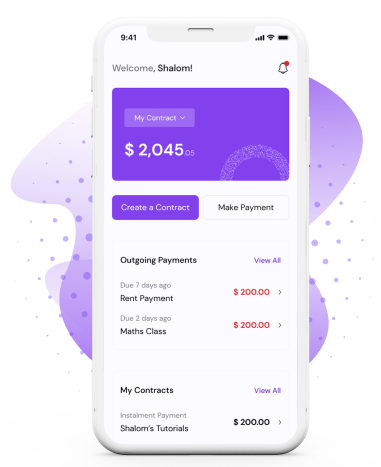 9:41
Welcome, Shalom!
My Contract
$ 2,045.05
Create a Contract
Make Payment
Outgoing Payments
View All
Due 7 days ago
Rent Payment
$ 200.00
Due 2 days ago
Maths Class
$ 200.00
My Contracts
View All
Instalment Payment
Shalom's Tutorials
$ 200.00